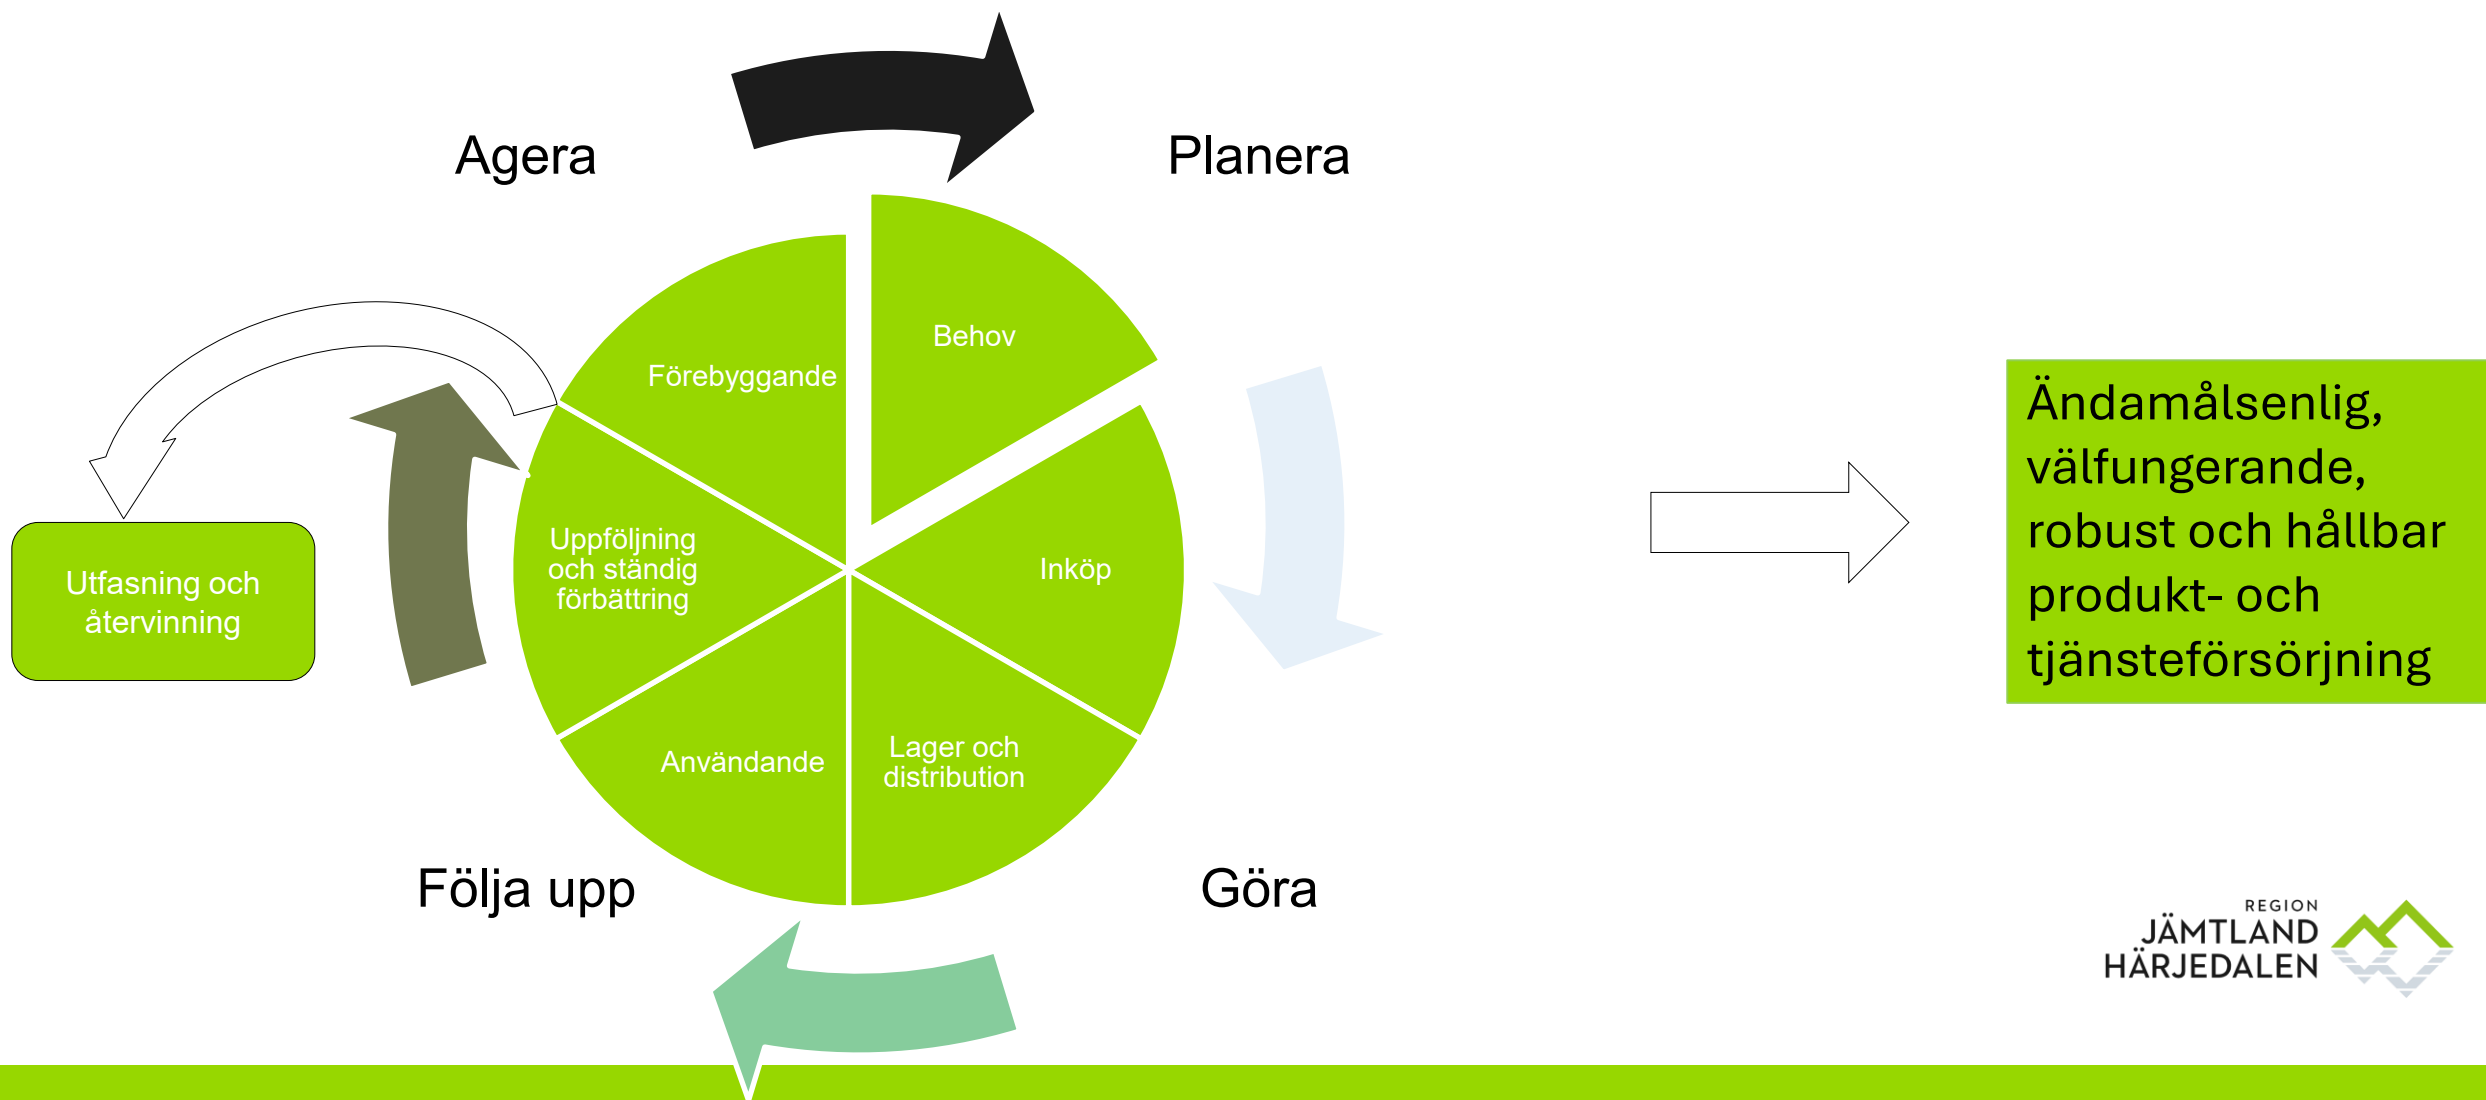 Agera
Planera
Behov
Förebyggande
Uppföljning
och ständig
förbättring
Inköp
Användande
Lager och
distribution
Utfasning och
återvinning
Följa upp
Göra
Ändamålsenlig,
välfungerande,
robust och hållbar
produkt- och
tjänsteförsörjning
REGION
JÄMTLAND
HÄRJEDALEN